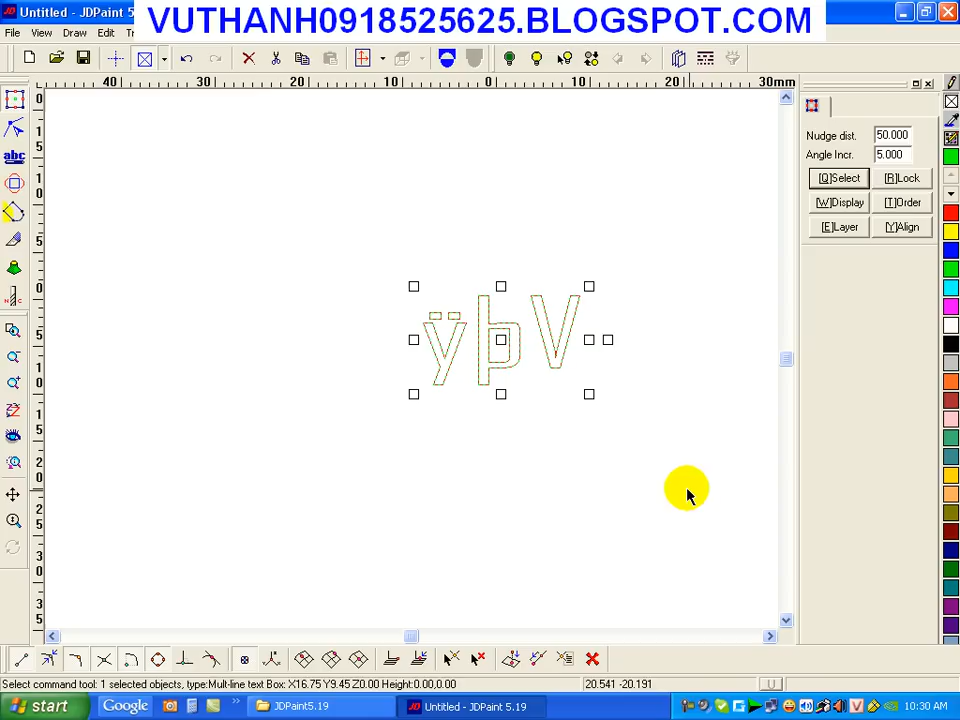 Untitled - JDPaint 5
VUTHANH0918525625.BLOGSPOT.COM
File View Draw Edit
40 30 20 10 0 10 20 30mm
Nudge dist. 50.000
Angle Incr. 5.000
[Q]Select [R]Lock
[W]Display [T]Order
[E]Layer [Y]Align
abc
ÿþV
Select command tool: 1 selected objects, type:Mult-line text Box: X16.75 Y9.45 Z0.00 Height:0.00,0.00 20.541 -20.191 U
start Google JDPaint5.19 Untitled - JDPaint 5.19 10:30 AM